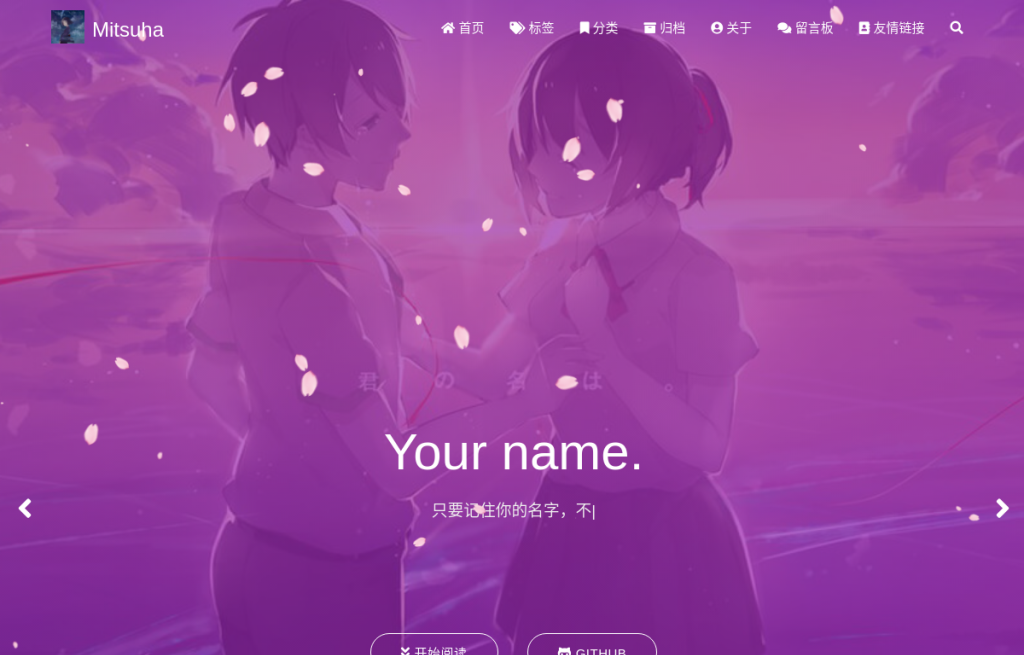 Mitsuha
首页 标签 分类 归档 关于 留言板 友情链接
君 の 名 は 。
Your name.
只要记住你的名字，不|
开始阅读 GITHUB